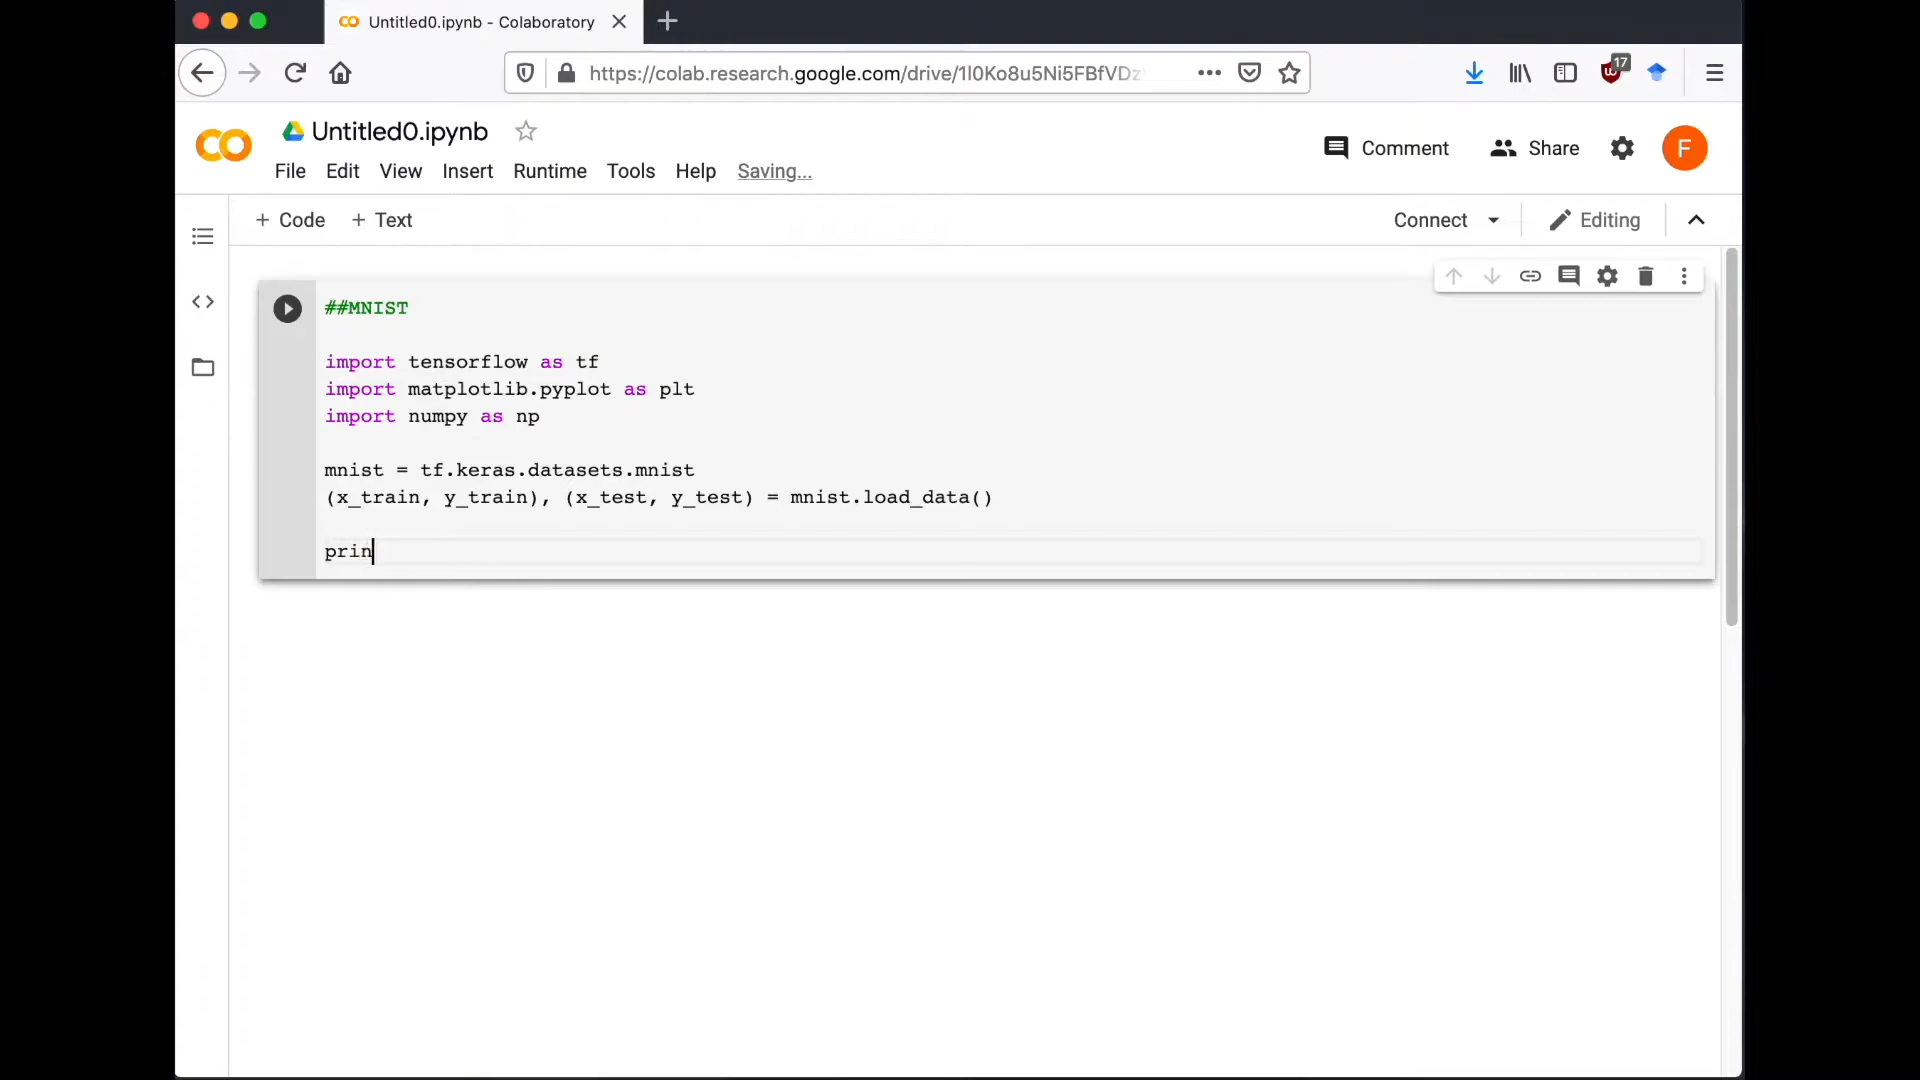 Untitled0.ipynb - Colaboratory
https://colab.research.google.com/drive/1l0Ko8u5Ni5FBfVDz
17
CO
Untitled0.ipynb
Comment
Share
F
File Edit View Insert Runtime Tools Help Saving...
+ Code + Text
Connect
Editing
##MNIST
import tensorflow as tf
import matplotlib.pyplot as plt
import numpy as np
mnist = tf.keras.datasets.mnist
(x_train, y_train), (x_test, y_test) = mnist.load_data()
prin